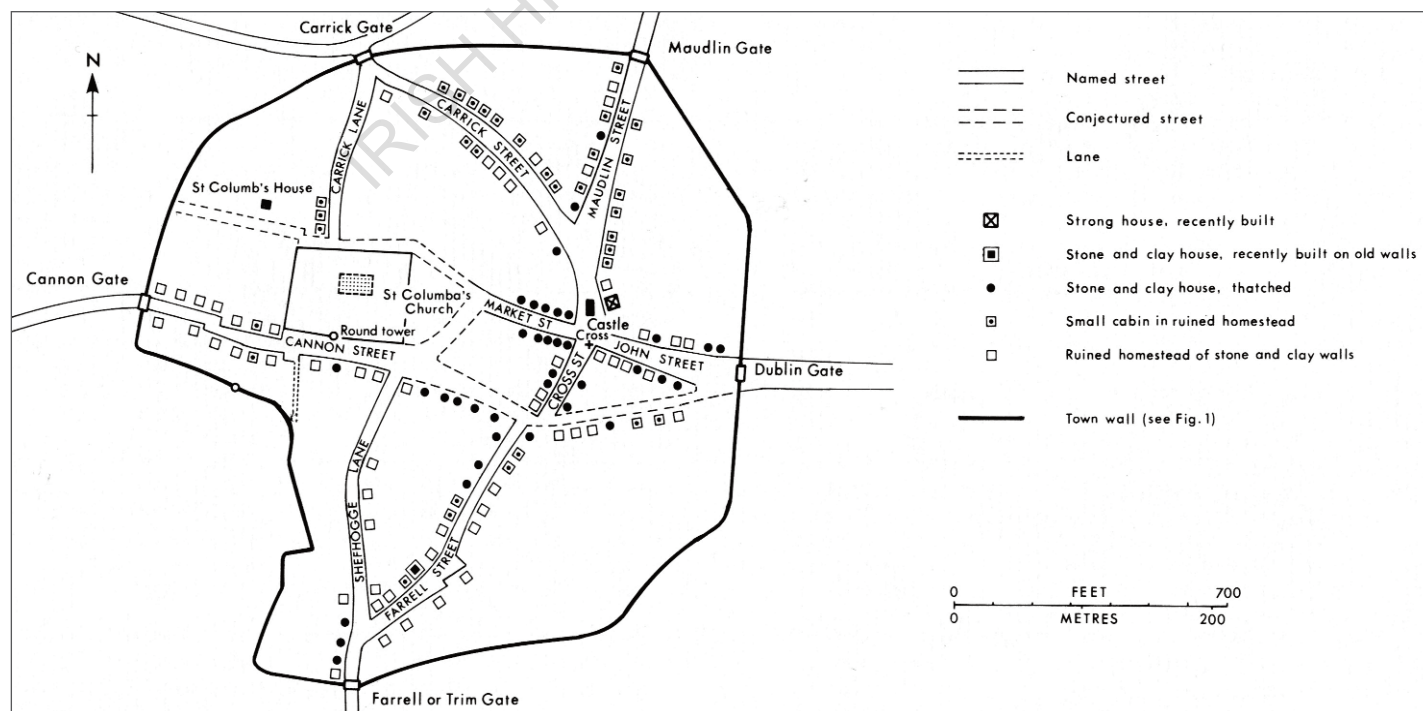 Carrick Gate
Maudlin Gate
N
IRISH HI
CARRICK LANE
CARRICK STREET
MAUDLIN STREET
St Columb's House
Cannon Gate
St Columba's
Church
Round tower
CANNON STREET
MARKET ST
Castle
Cross
JOHN STREET
CROSS ST
Dublin Gate
SHEFHOGGE LANE
FARRELL STREET
Farrell or Trim Gate
Named street
Conjectured street
Lane
Strong house, recently built
Stone and clay house, recently built on old walls
Stone and clay house, thatched
Small cabin in ruined homestead
Ruined homestead of stone and clay walls
Town wall (see Fig. 1)
0 FEET 700
0 METRES 200